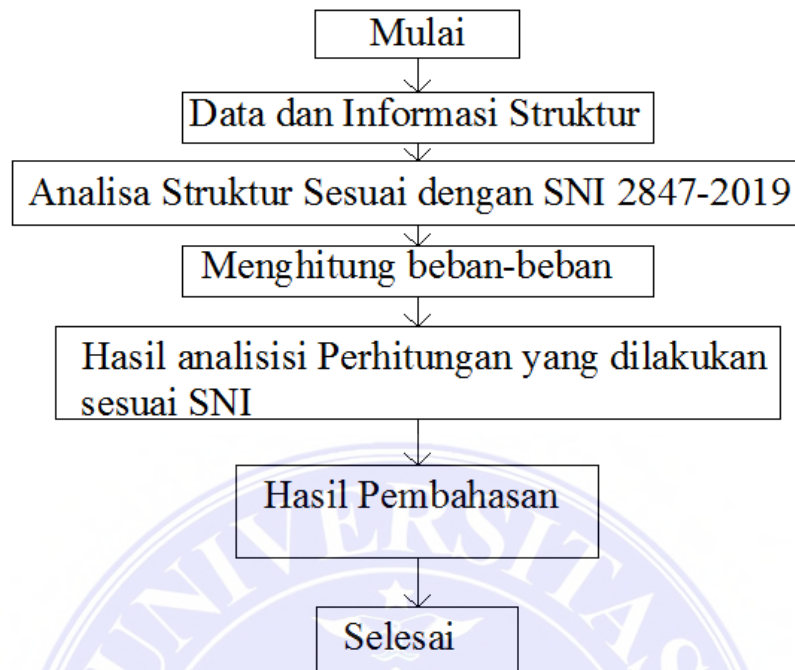 Mulai
Data dan Informasi Struktur
Analisa Struktur Sesuai dengan SNI 2847-2019
Menghitung beban-beban
Hasil analisisi Perhitungan yang dilakukan
sesuai SNI
Hasil Pembahasan
UNIVERSITAS
Selesai